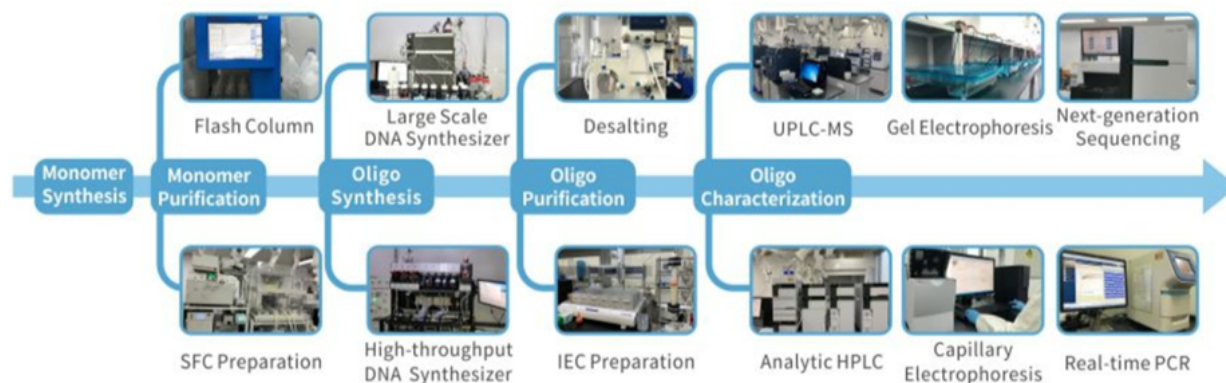 Flash Column
Large Scale
DNA Synthesizer
Desalting
UPLC-MS
Gel Electrophoresis
Next-generation
Sequencing
Monomer
Synthesis
Monomer
Purification
Oligo
Synthesis
Oligo
Purification
Oligo
Characterization
SFC Preparation
High-throughput
DNA Synthesizer
IEC Preparation
Analytic HPLC
Capillary
Electrophoresis
Real-time PCR